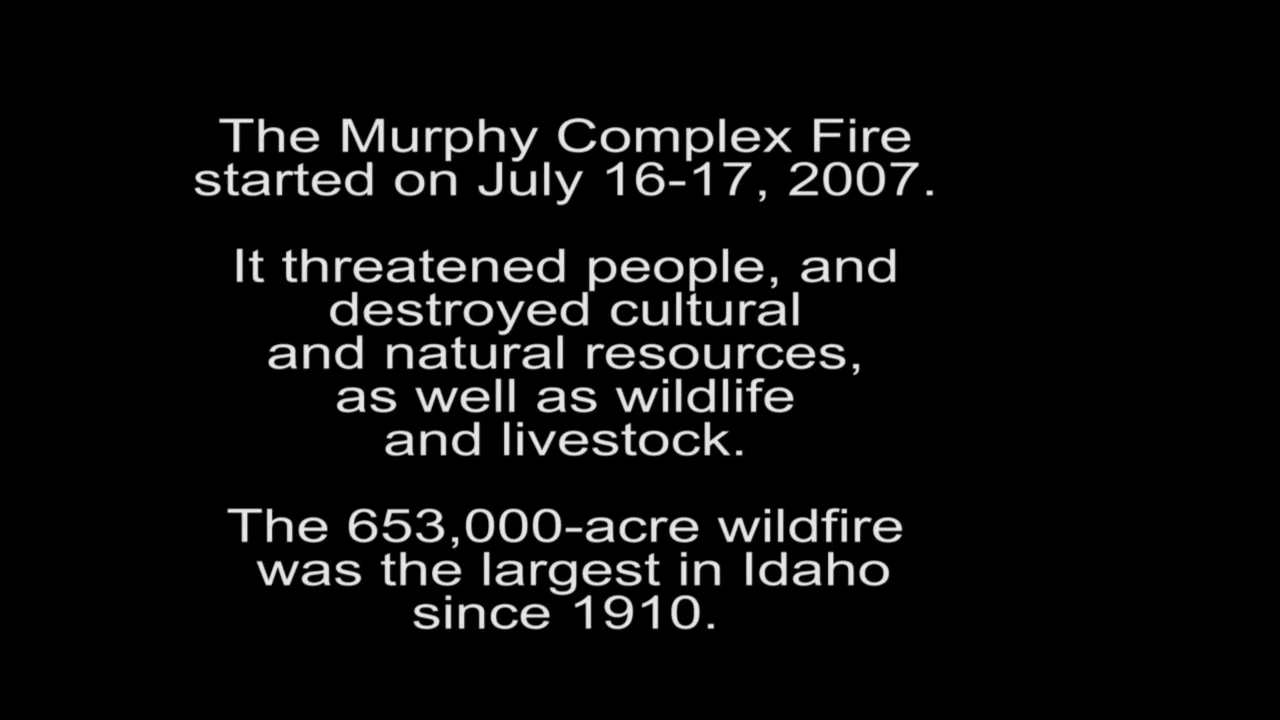 The Murphy Complex Fire
started on July 16-17, 2007.
It threatened people, and
destroyed cultural
and natural resources,
as well as wildlife
and livestock.
The 653,000-acre wildfire
was the largest in Idaho
since 1910.